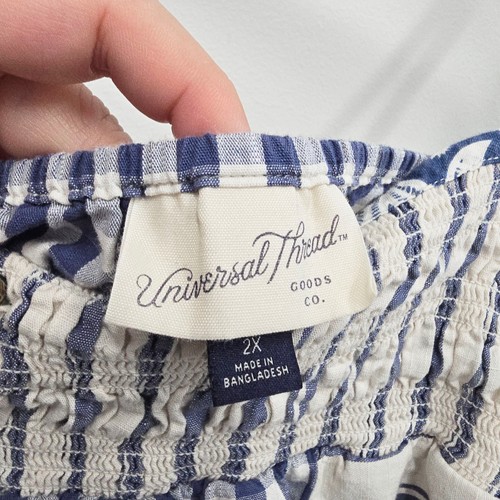 Universal Thread™
GOODS
CO.
2X
MADE IN
BANGLADESH